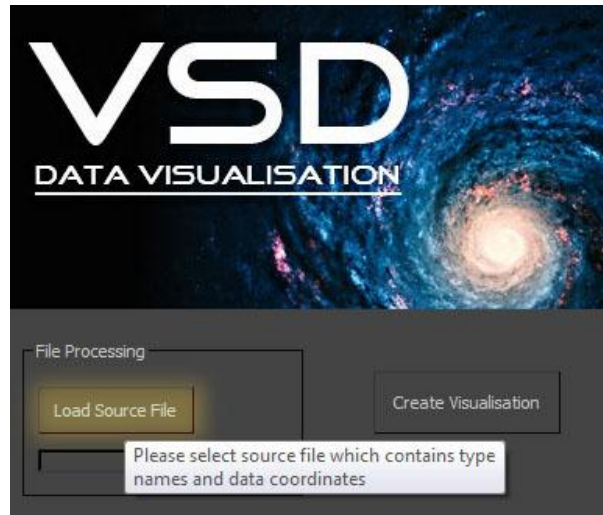 VSD
DATA VISUALISATION
File Processing
Load Source File
Create Visualisation
Please select source file which contains type
names and data coordinates